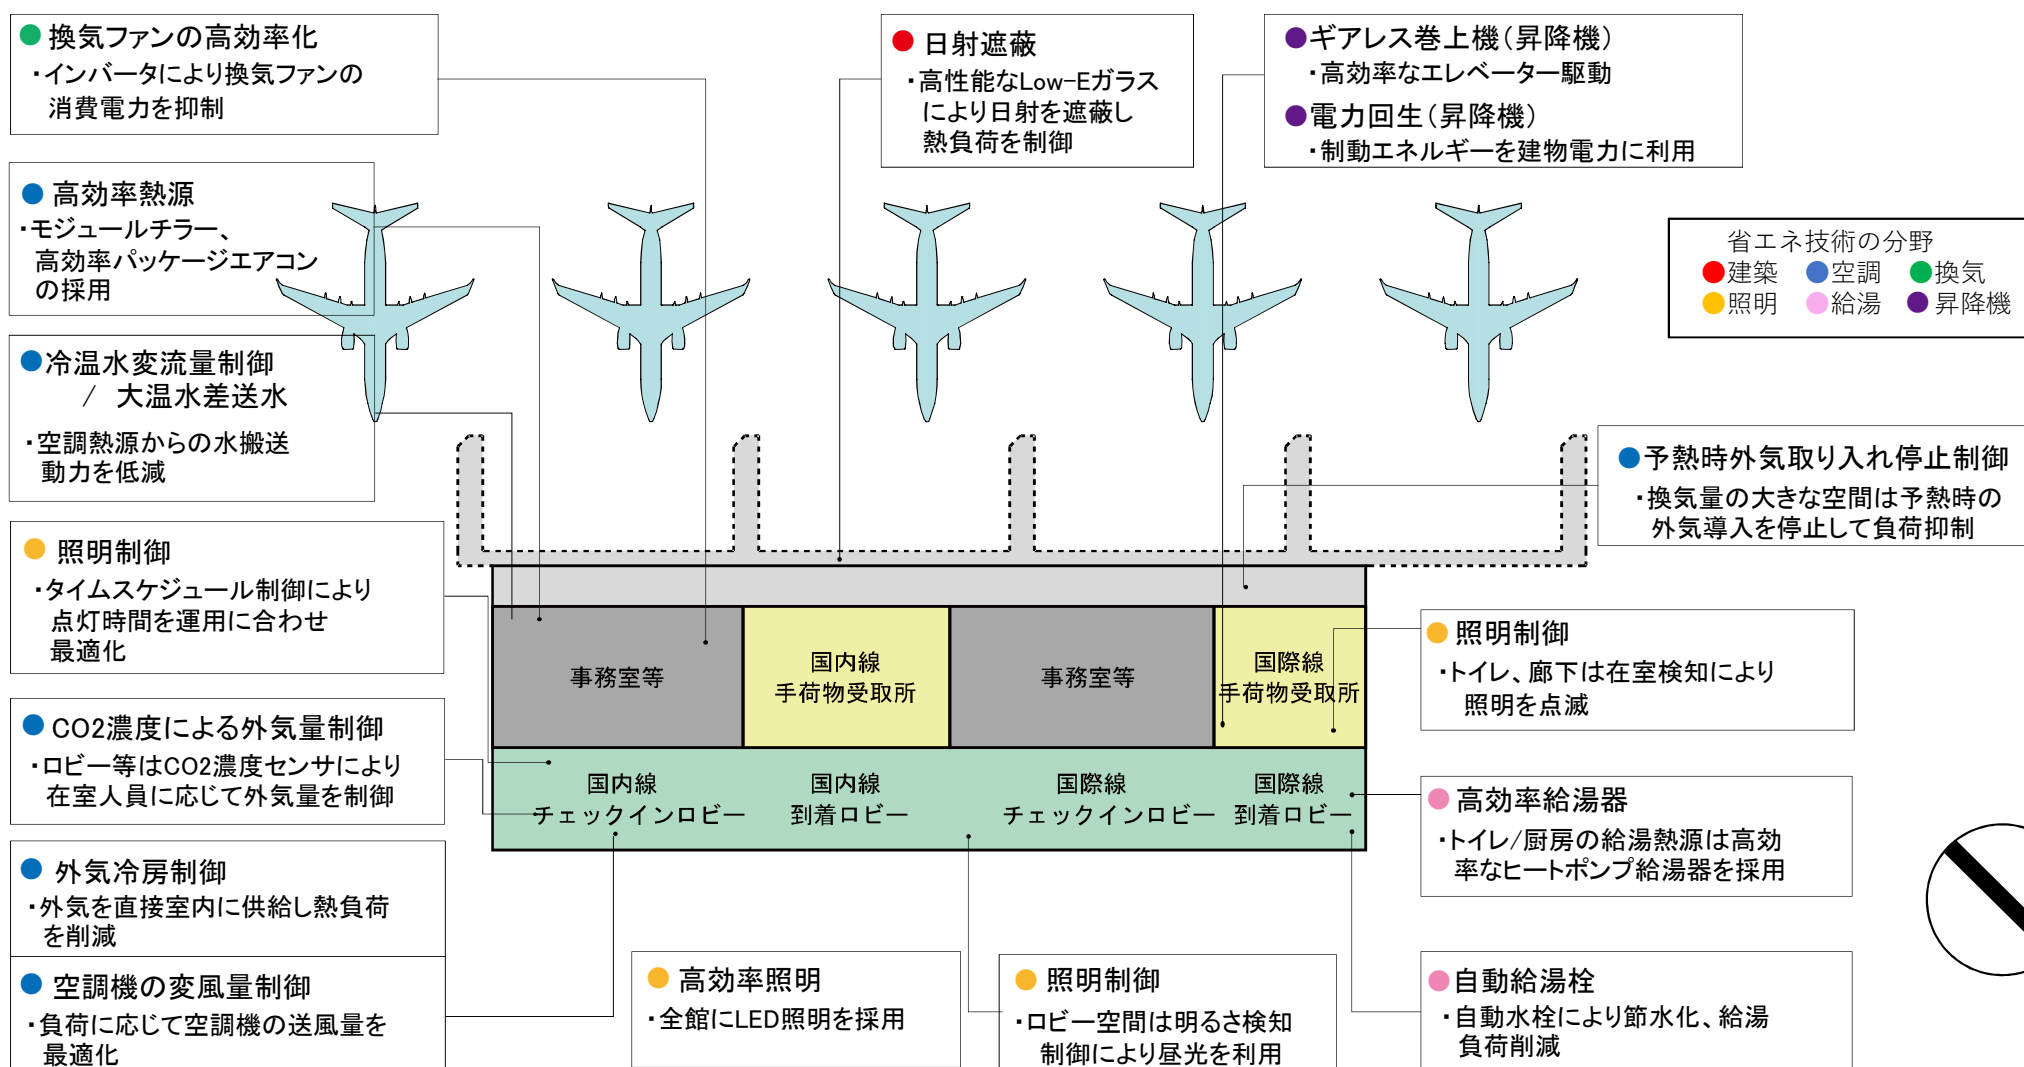 ●換気ファンの高効率化
・インバータにより換気ファンの
消費電力を抑制
●日射遮蔽
・高性能なLow-Eガラス
により日射を遮蔽し
熱負荷を制御
●ギアレス巻上機(昇降機)
・高効率なエレベーター駆動
●電力回生(昇降機)
・制動エネルギーを建物電力に利用
●高効率熱源
・モジュールチラー、
高効率パッケージエアコン
の採用
省エネ技術の分野
●建築 ●空調 ●換気
●照明 ●給湯 ●昇降機
●冷温水変流量制御
/ 大温水差送水
・空調熱源からの水搬送
動力を低減
●予熱時外気取り入れ停止制御
・換気量の大きな空間は予熱時の
外気導入を停止して負荷抑制
●照明制御
・タイムスケジュール制御により
点灯時間を運用に合わせ
最適化
●照明制御
・トイレ、廊下は在室検知により
照明を点滅
事務室等
国内線
手荷物受取所
事務室等
国際線
手荷物受取所
●CO2濃度による外気量制御
・ロビー等はCO2濃度センサにより
在室人員に応じて外気量を制御
国内線
チェックインロビー
国内線
到着ロビー
国際線
チェックインロビー
国際線
到着ロビー
●高効率給湯器
・トイレ/厨房の給湯熱源は高効
率なヒートポンプ給湯器を採用
●外気冷房制御
・外気を直接室内に供給し熱負荷
を削減
●空調機の変風量制御
・負荷に応じて空調機の送風量を
最適化
●高効率照明
・全館にLED照明を採用
●照明制御
・ロビー空間は明るさ検知
制御により昼光を利用
●自動給湯栓
・自動水栓により節水化、給湯
負荷削減